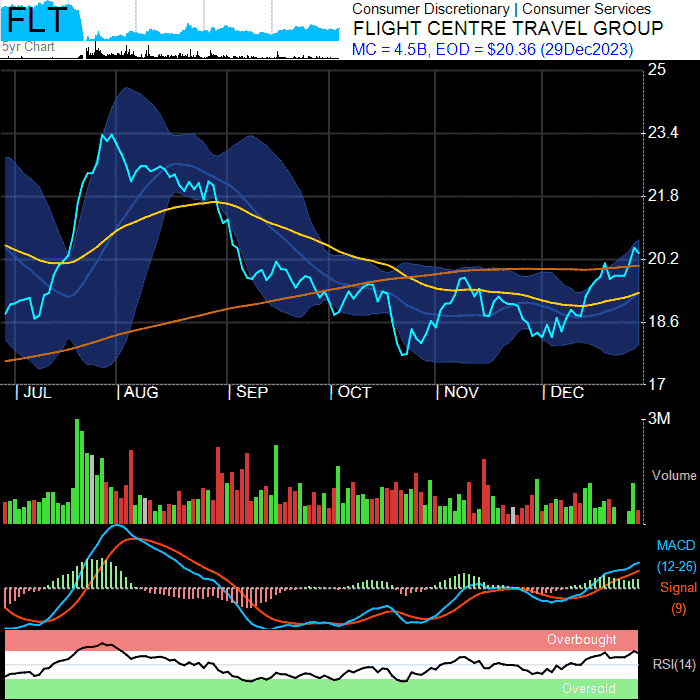 FLT
5yr Chart
Consumer Discretionary | Consumer Services
FLIGHT CENTRE TRAVEL GROUP
MC = 4.5B, EOD = $20.36 (29Dec2023)
25
23.4
21.8
20.2
18.6
17
| JUL | AUG | SEP | OCT | NOV | DEC
3M
Volume
MACD
(12-26)
Signal
(9)
Overbought
RSI(14)
Oversold